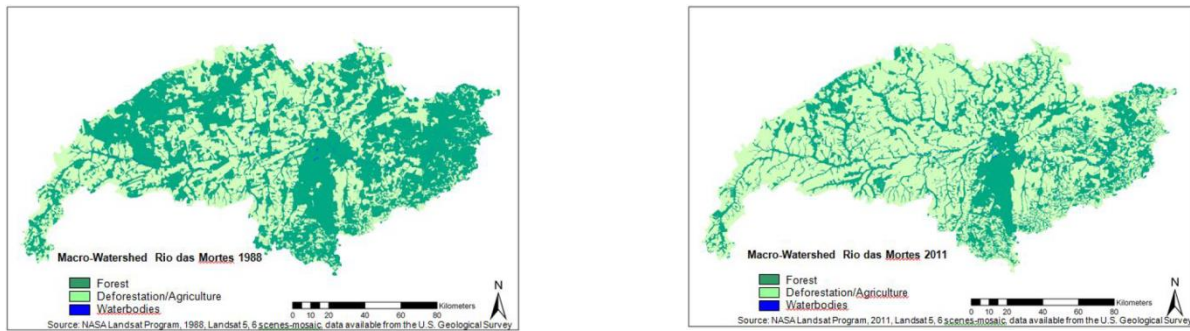 Macro-Watershed Rio das Mortes 1988
Forest
Deforestation/Agriculture
Waterbodies
N
Kilometers
0 10 20 40 60 80
Source: NASA Landsat Program, 1988, Landsat 5, 6 scenes-mosaic, data available from the U.S. Geological Survey
Macro-Watershed Rio das Mortes 2011
Forest
Deforestation/Agriculture
Waterbodies
N
Kilometers
0 10 20 40 60 80
Source: NASA Landsat Program, 2011, Landsat 5, 6 scenes-mosaic, data available from the U.S. Geological Survey